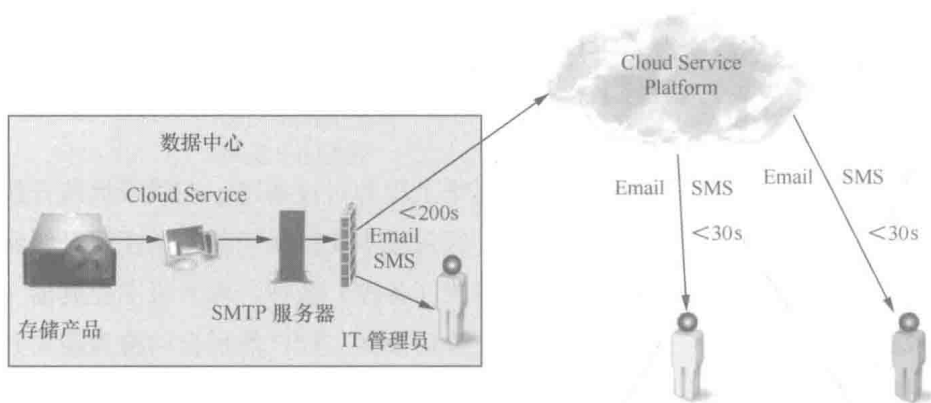 Cloud Service
Platform
数据中心
Cloud Service
Email SMS
Email SMS
<200s
Email
SMS
<30s
<30s
SMTP 服务器
存储产品
IT 管理员